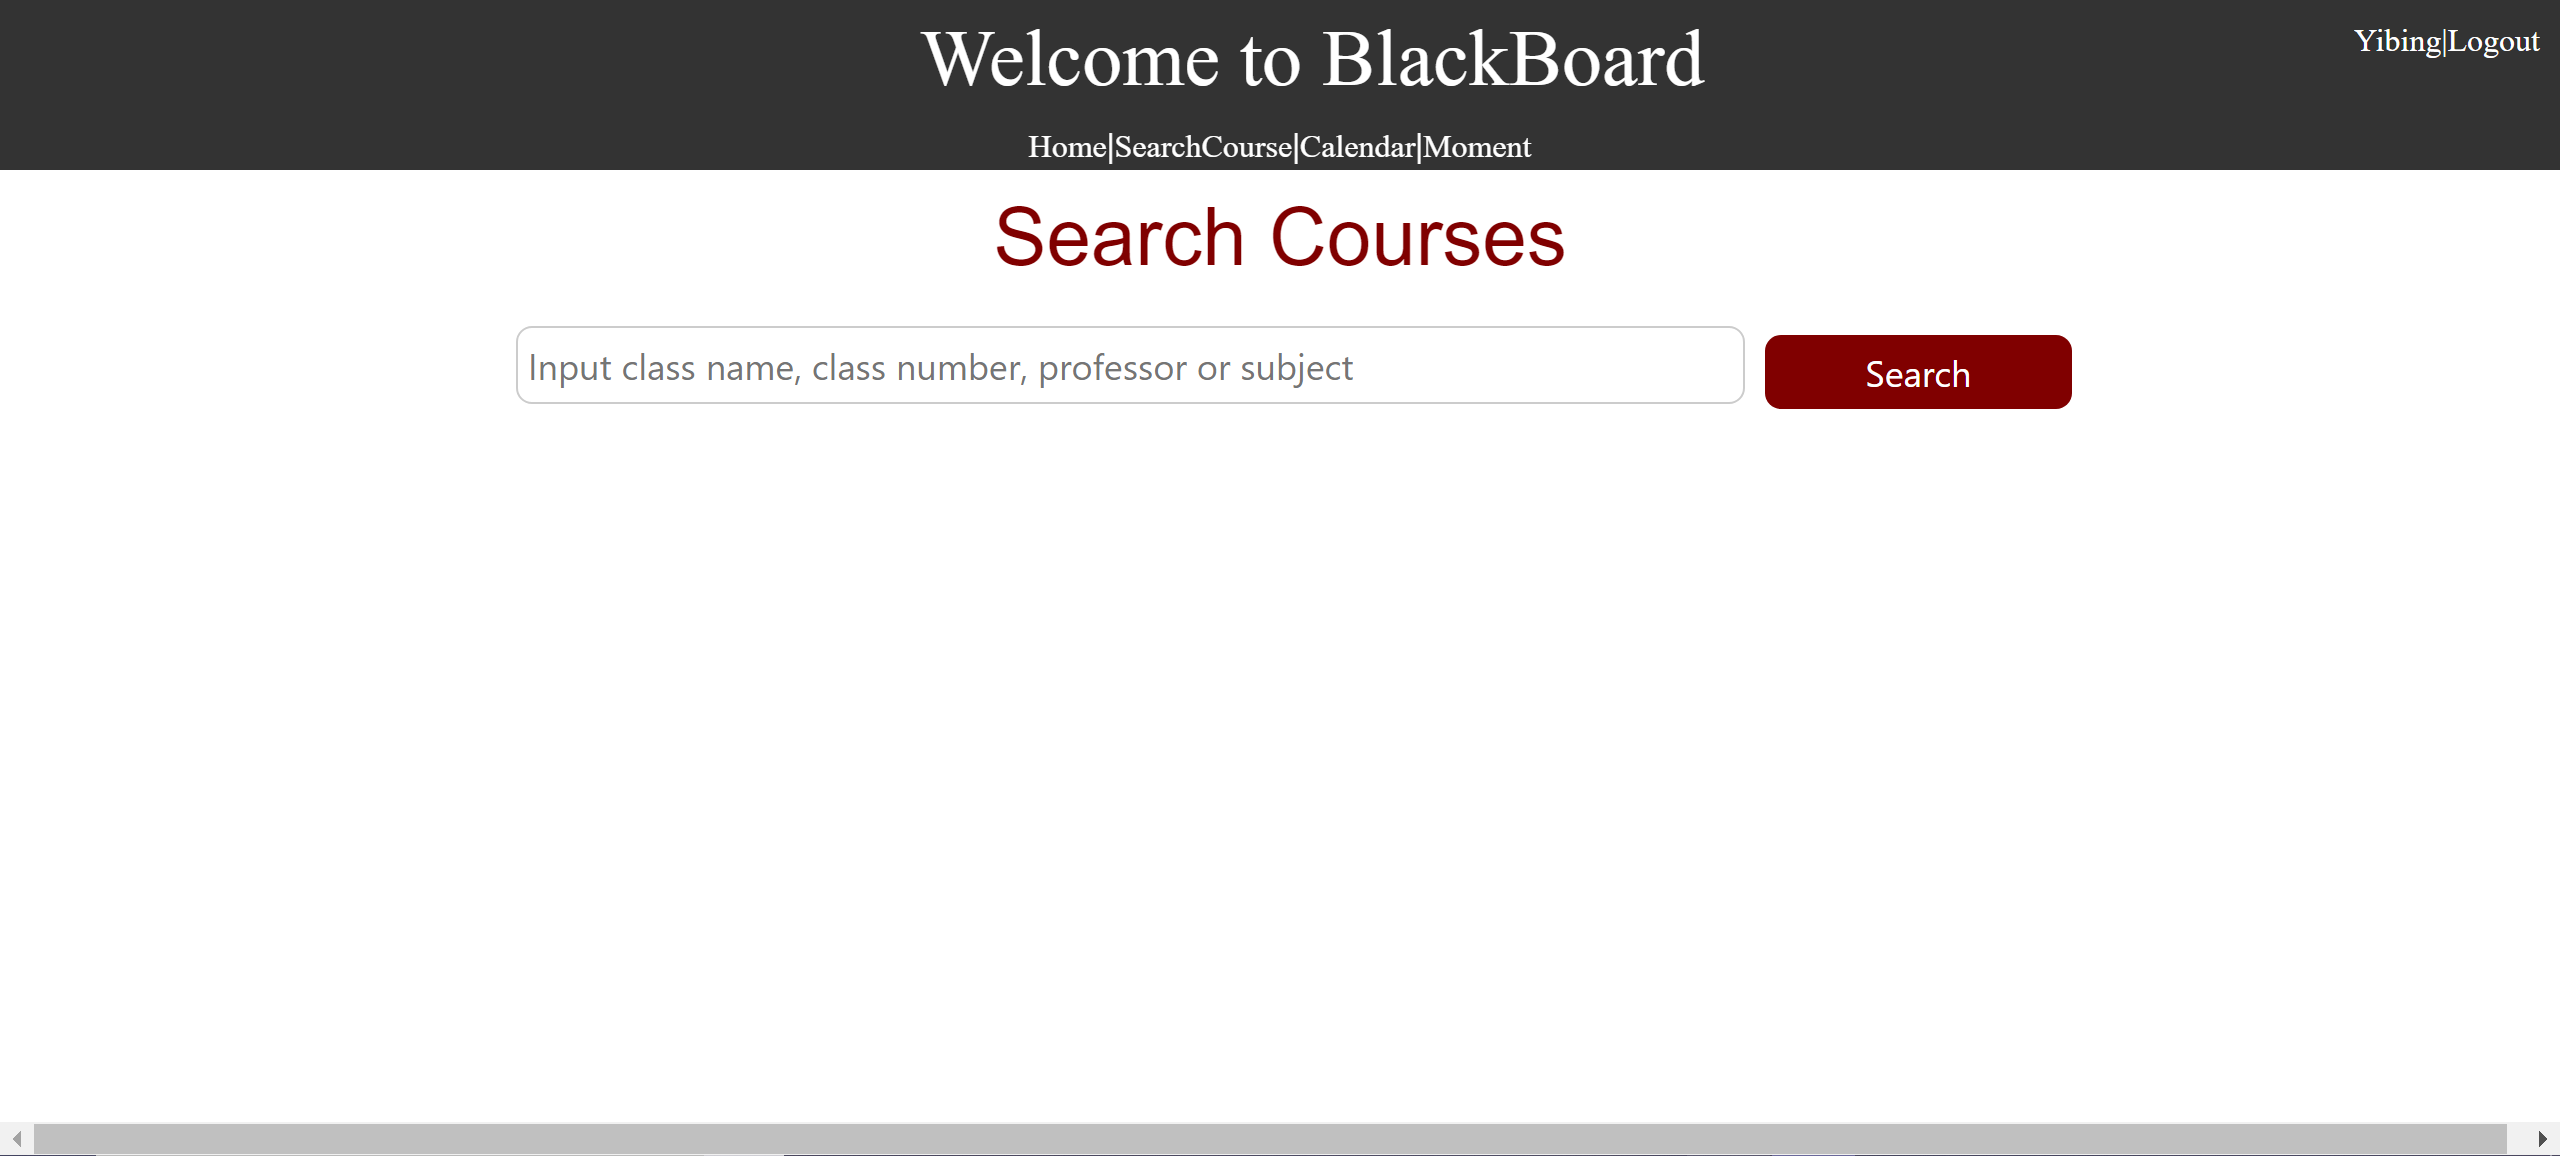 Welcome to BlackBoard
Yibing|Logout
Home|SearchCourse|Calendar|Moment
Search Courses
Input class name, class number, professor or subject
Search